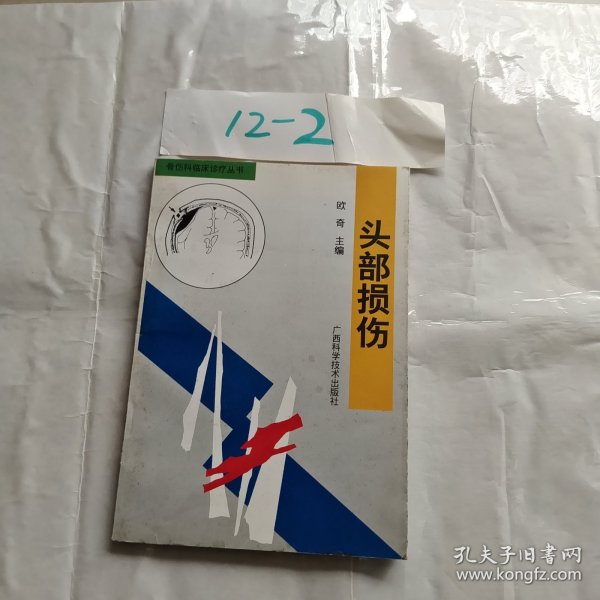 12-2
骨伤科临床诊疗丛书
头部损伤
欧奇 主编
广西科学技术出版社
孔夫子旧书网
www.kongfz.com